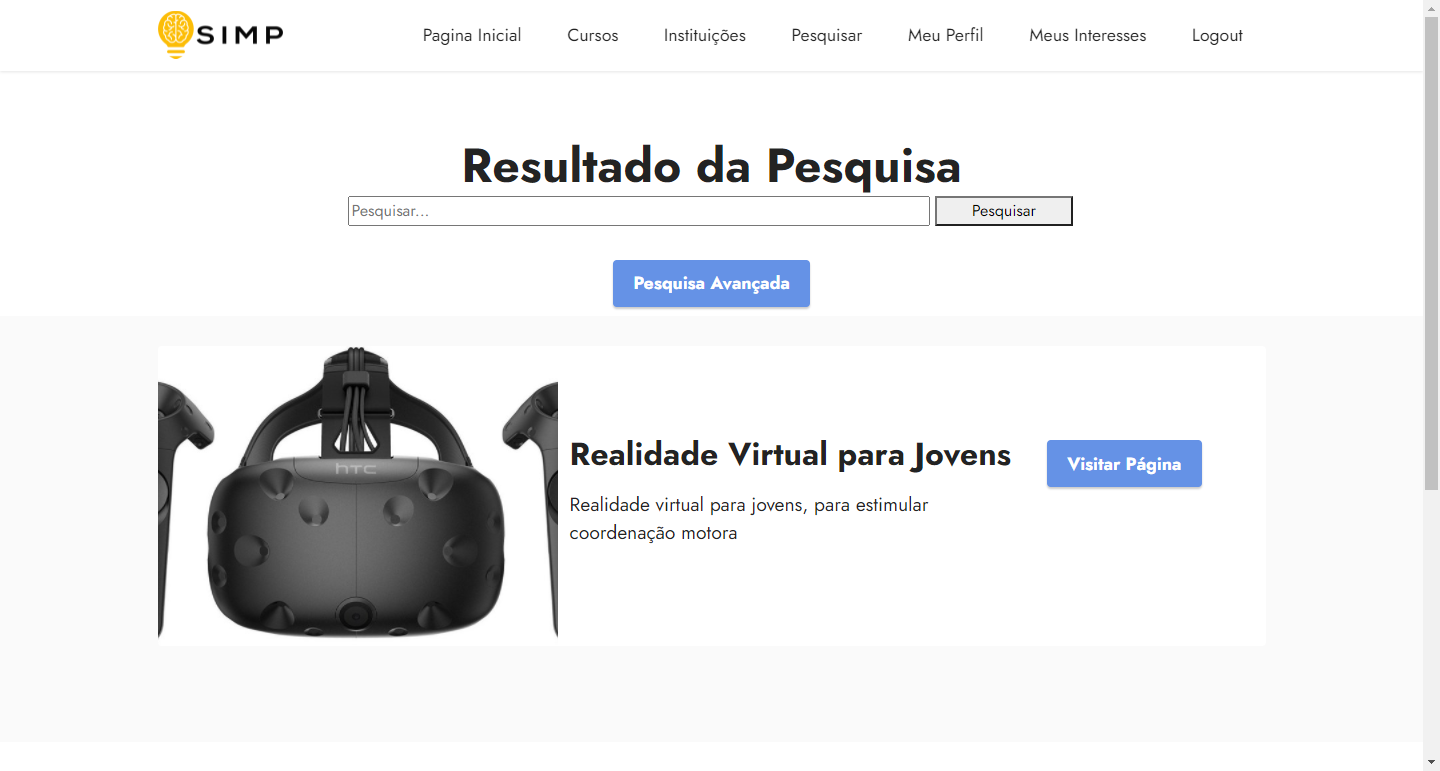 SIMP
Pagina Inicial
Cursos
Instituições
Pesquisar
Meu Perfil
Meus Interesses
Logout
Resultado da Pesquisa
Pesquisar...
Pesquisar
Pesquisa Avançada
hTC
Realidade Virtual para Jovens
Visitar Página
Realidade virtual para jovens, para estimular
coordenação motora